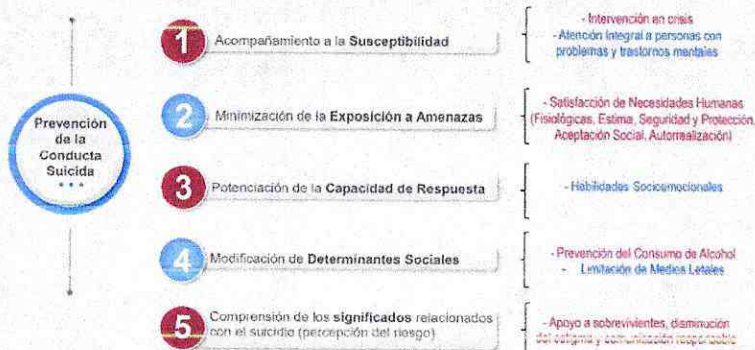 Prevención
de la
Conducta
Suicida
1
Acompañamiento a la Susceptibilidad
- Intervención en crisis
- Atención Integral a personas con
problemas y trastornos mentales
2
Minimización de la Exposición a Amenazas
- Satisfacción de Necesidades Humanas
(Fisiológicas, Estima, Seguridad y Protección,
Aceptación Social, Autorrealización)
3
Potenciación de la Capacidad de Respuesta
- Habilidades Socioemocionales
4
Modificación de Determinantes Sociales
- Prevención del Consumo de Alcohol
- Limitación de Medios Letales
5
Comprensión de los significados relacionados
con el suicidio (percepción del riesgo)
- Apoyo a sobrevivientes, disminución
del estigma y comunicación responsable